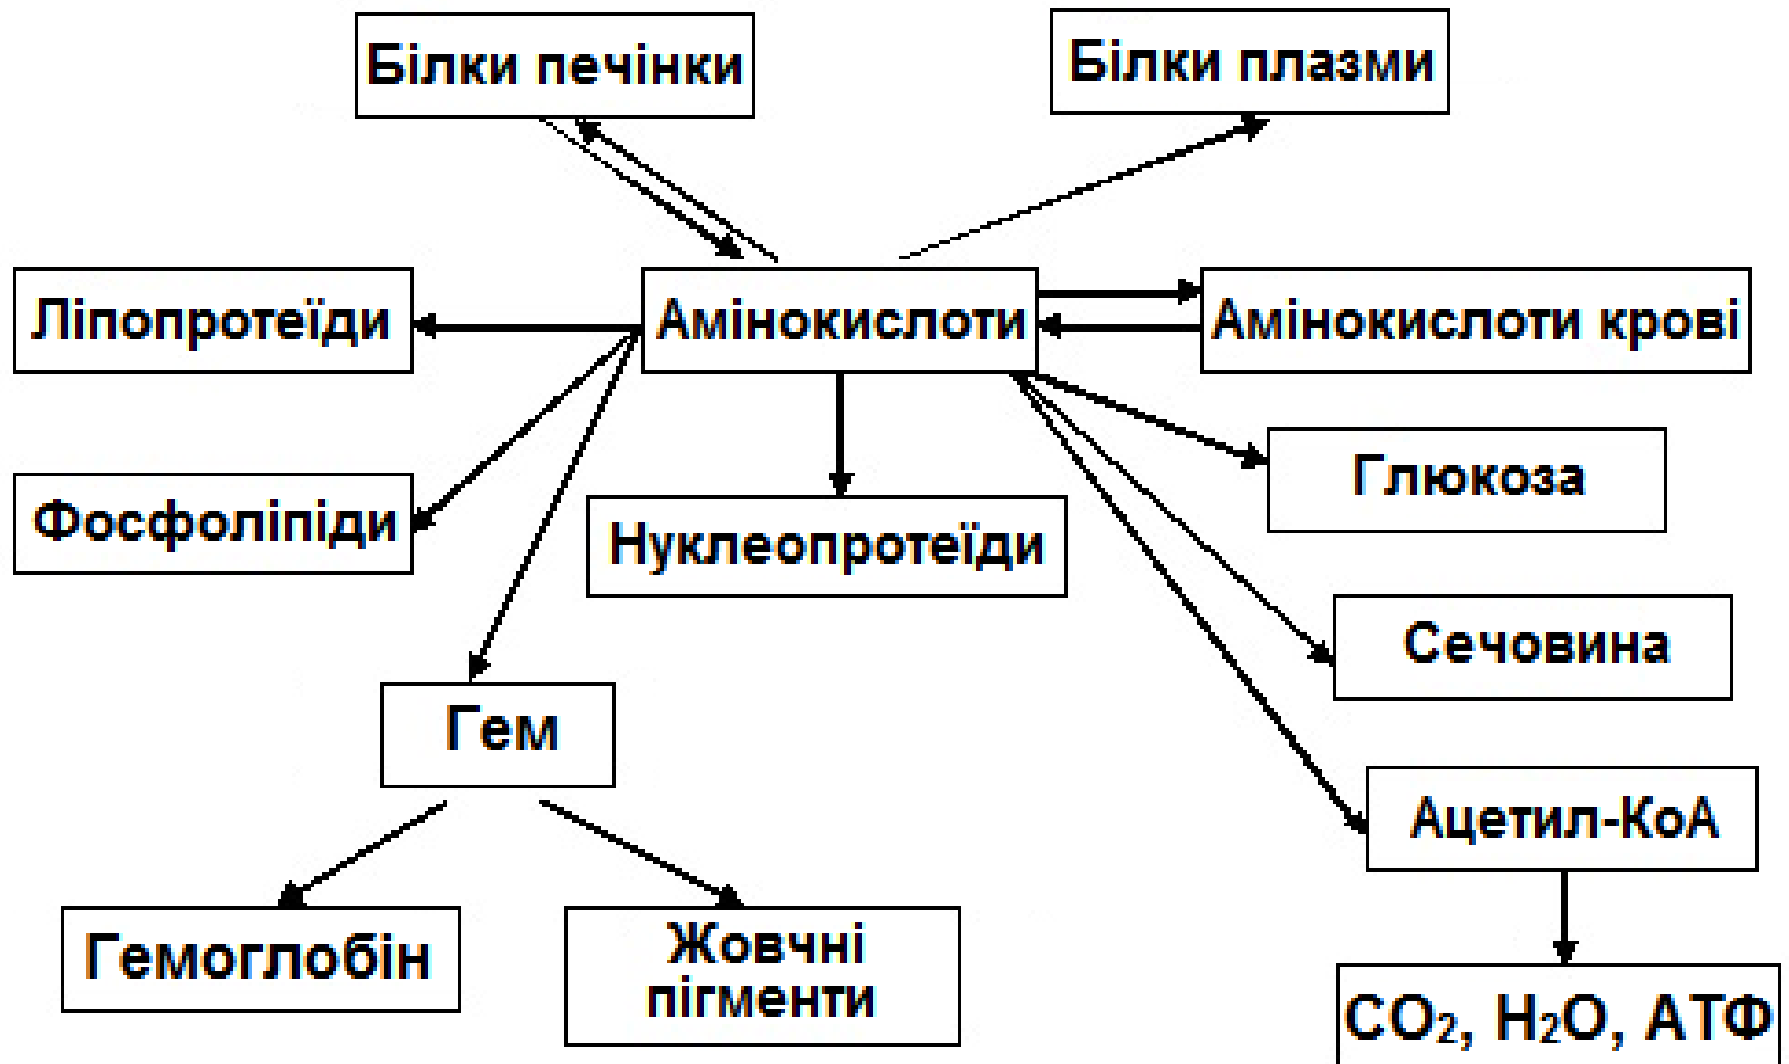 Білки печінки
Білки плазми
Ліпопротеїди
Амінокислоти
Амінокислоти крові
Глюкоза
Фосфоліпіди
Нуклеопротеїди
Сечовина
Гем
Ацетил-КоА
Гемоглобін
Жовчні
пігменти
CO₂, H₂O, АТФ